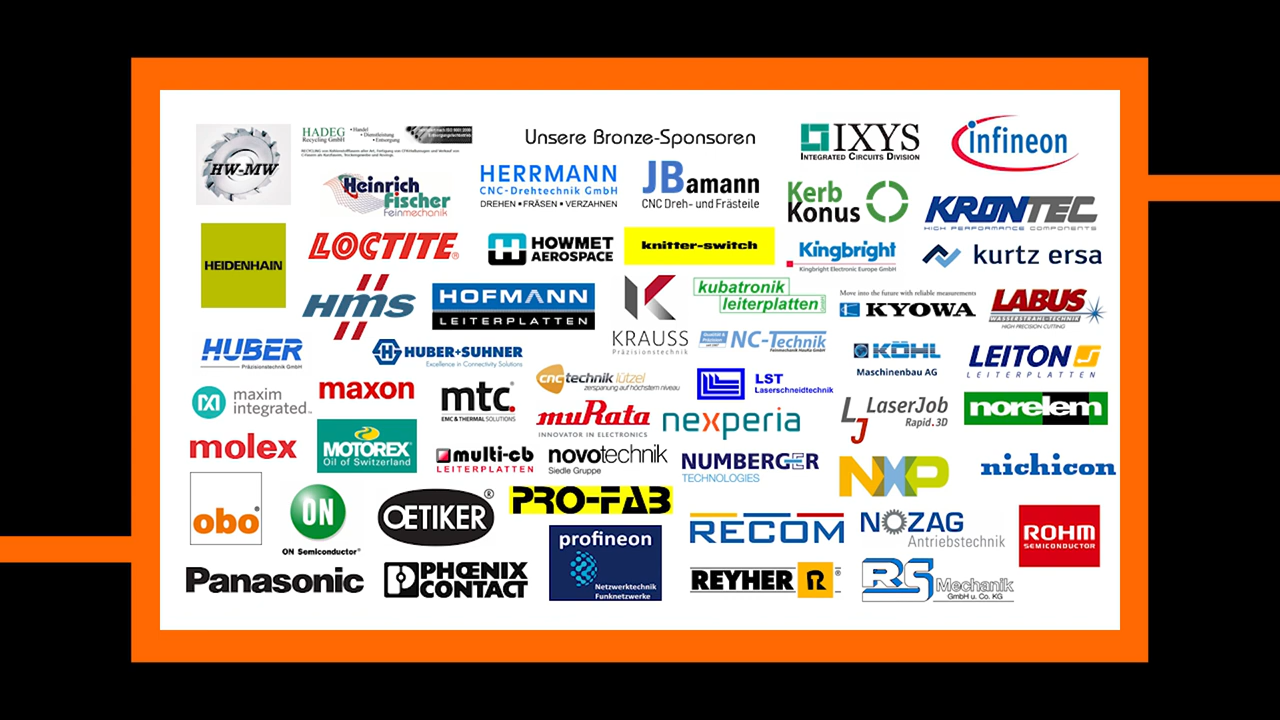 Unsere Bronze-Sponsoren
HW-MW
HADEG
Recycling GmbH
• Handel
• Dienstleistung
• Entsorgung
IXYS
INTEGRATED CIRCUITS DIVISION
infineon
Heinrich
Fischer
Feinmechanik
HERRMANN
CNC-Drehtechnik GmbH
DREHEN • FRÄSEN • VERZAHNEN
JBamann
CNC Dreh- und Frästeile
Kerb
Konus
KRONTEC
HIGH PERFORMANCE COMPONENTS
HEIDENHAIN
LOCTITE®
HOWMET
AEROSPACE
knitter-switch
Kingbright
Kingbright Electronic Europe GmbH
kurtz ersa
hms
HOFMANN
LEITERPLATTEN
KRAUSS
Präzisionstechnik
kubatronik
leiterplatten
Move into the future with reliable measurements
KYOWA
LABUS
WASSERSTRAHL-TECHNIK
HIGH PRECISION CUTTING
HUBER
Präzisionstechnik GmbH
HUBER+SUHNER
Excellence in Connectivity Solutions
NC-Technik
Feinmechanik Hauña GmbH
KÖHL
Maschinenbau AG
LEITON
LEITERPLATTEN
maxim
integrated™
maxon
mtc®
EMC & THERMAL SOLUTIONS
cnc technik lützel
zerspanung auf höchstem niveau
LST
Laserschneidtechnik
muRata
INNOVATOR IN ELECTRONICS
nexperia
LJ
LaserJob
Rapid.3D
norelem
molex
MOTOREX®
Oil of Switzerland
multi-cb
LEITERPLATTEN
novotechnik
Siedle Gruppe
NUMBERGER
TECHNOLOGIES
NXP
nichicon
obo®
ON
ON Semiconductor®
OETIKER®
PRO-FAB
profineon
Netzwerktechnik
Funknetzwerke
RECOM
NOZAG
Antriebstechnik
ROHM
SEMICONDUCTOR
Panasonic
PHŒNIX
CONTACT
REYHER R®
RS
Mechanik
GmbH u. Co. KG